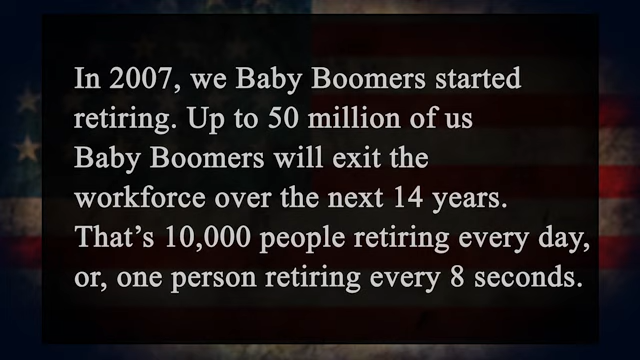 In 2007, we Baby Boomers started
retiring. Up to 50 million of us
Baby Boomers will exit the
workforce over the next 14 years.
That’s 10,000 people retiring every day,
or, one person retiring every 8 seconds.